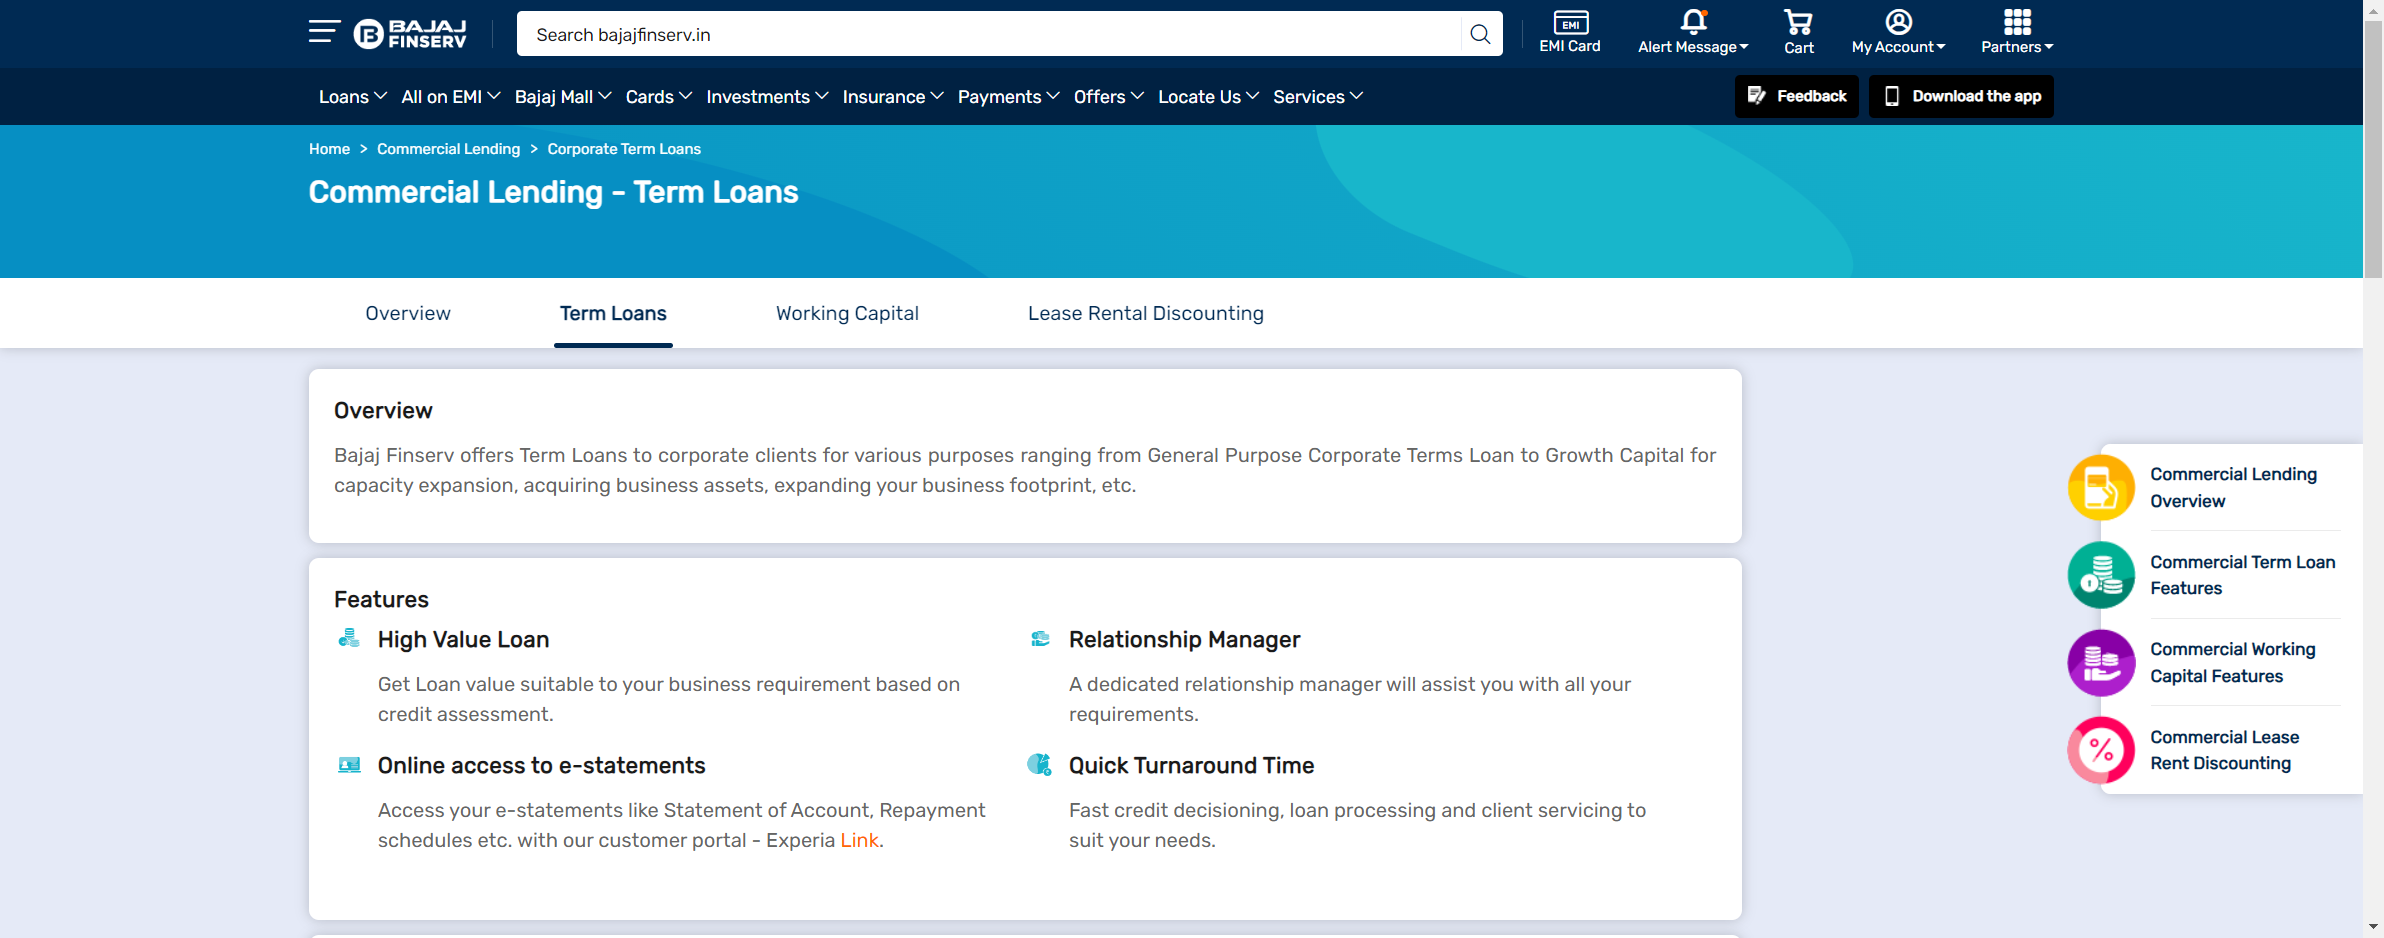 BAJAJ
FINSERV
Search bajajfinserv.in
EMI
EMI Card
Alert Message
Cart
My Account
Partners
Loans All on EMI Bajaj Mall Cards Investments Insurance Payments Offers Locate Us Services
Feedback
Download the app
Home > Commercial Lending > Corporate Term Loans
Commercial Lending - Term Loans
Overview Term Loans Working Capital Lease Rental Discounting
Overview
Bajaj Finserv offers Term Loans to corporate clients for various purposes ranging from General Purpose Corporate Terms Loan to Growth Capital for
capacity expansion, acquiring business assets, expanding your business footprint, etc.
Features
High Value Loan
Get Loan value suitable to your business requirement based on
credit assessment.
Relationship Manager
A dedicated relationship manager will assist you with all your
requirements.
Online access to e-statements
Access your e-statements like Statement of Account, Repayment
schedules etc. with our customer portal - Experia Link.
Quick Turnaround Time
Fast credit decisioning, loan processing and client servicing to
suit your needs.
Commercial Lending
Overview
Commercial Term Loan
Features
Commercial Working
Capital Features
%
Commercial Lease
Rent Discounting